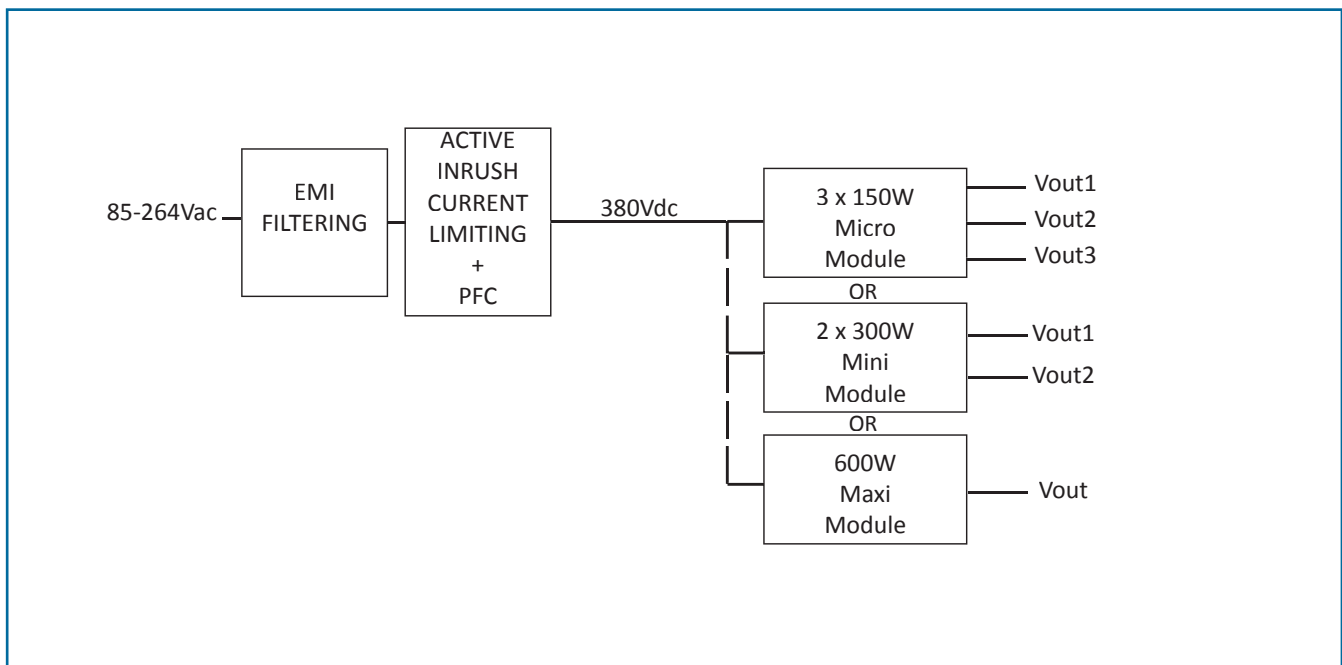 85-264Vac
EMI
FILTERING
ACTIVE
INRUSH
CURRENT
LIMITING
+
PFC
380Vdc
3 x 150W
Micro
Module
Vout1
Vout2
Vout3
OR
2 x 300W
Mini
Module
Vout1
Vout2
OR
600W
Maxi
Module
Vout